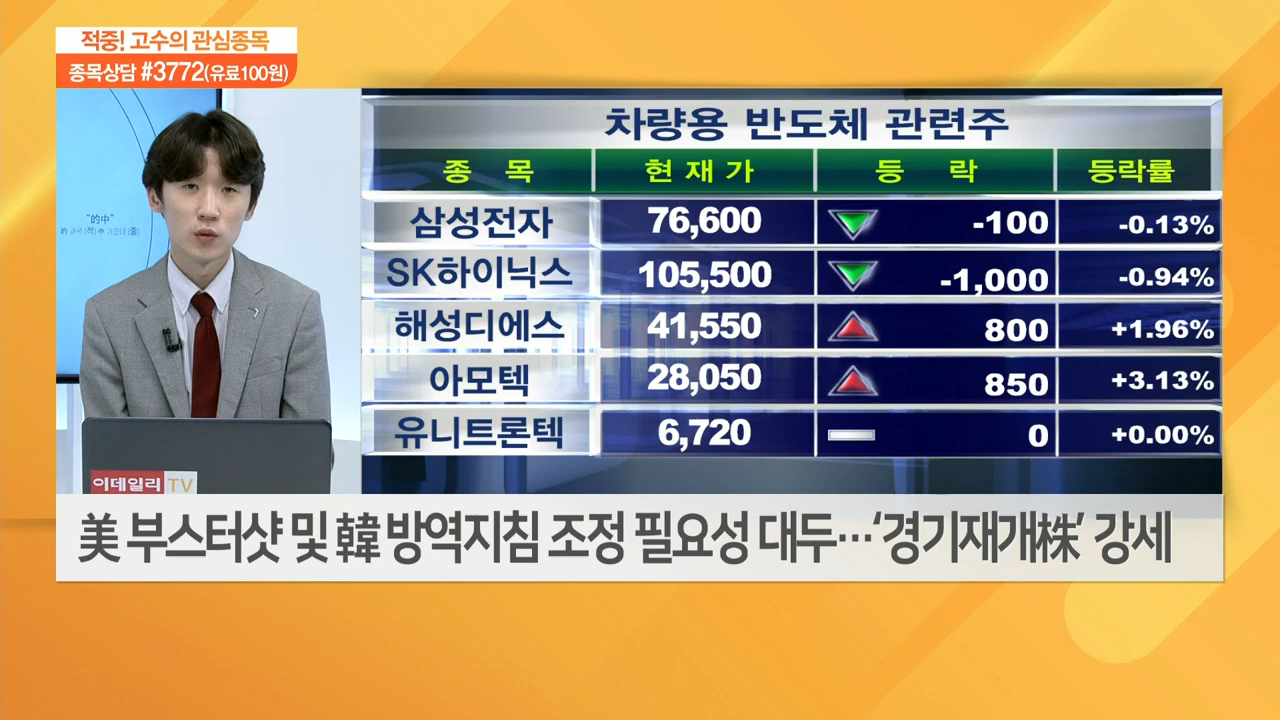 적중! 고수의 관심종목
종목상담 #3772(유료100원)
"的中"
차량용 반도체 관련주
종 목 현 재 가 등 락 등락률
삼성전자 76,600 -100 -0.13%
SK하이닉스 105,500 -1,000 -0.94%
해성디에스 41,550 800 +1.96%
아모텍 28,050 850 +3.13%
유니트론텍 6,720 0 +0.00%
이데일리 TV
美 부스터샷 및 韓 방역지침 조정 필요성 대두…‘경기재개株’ 강세